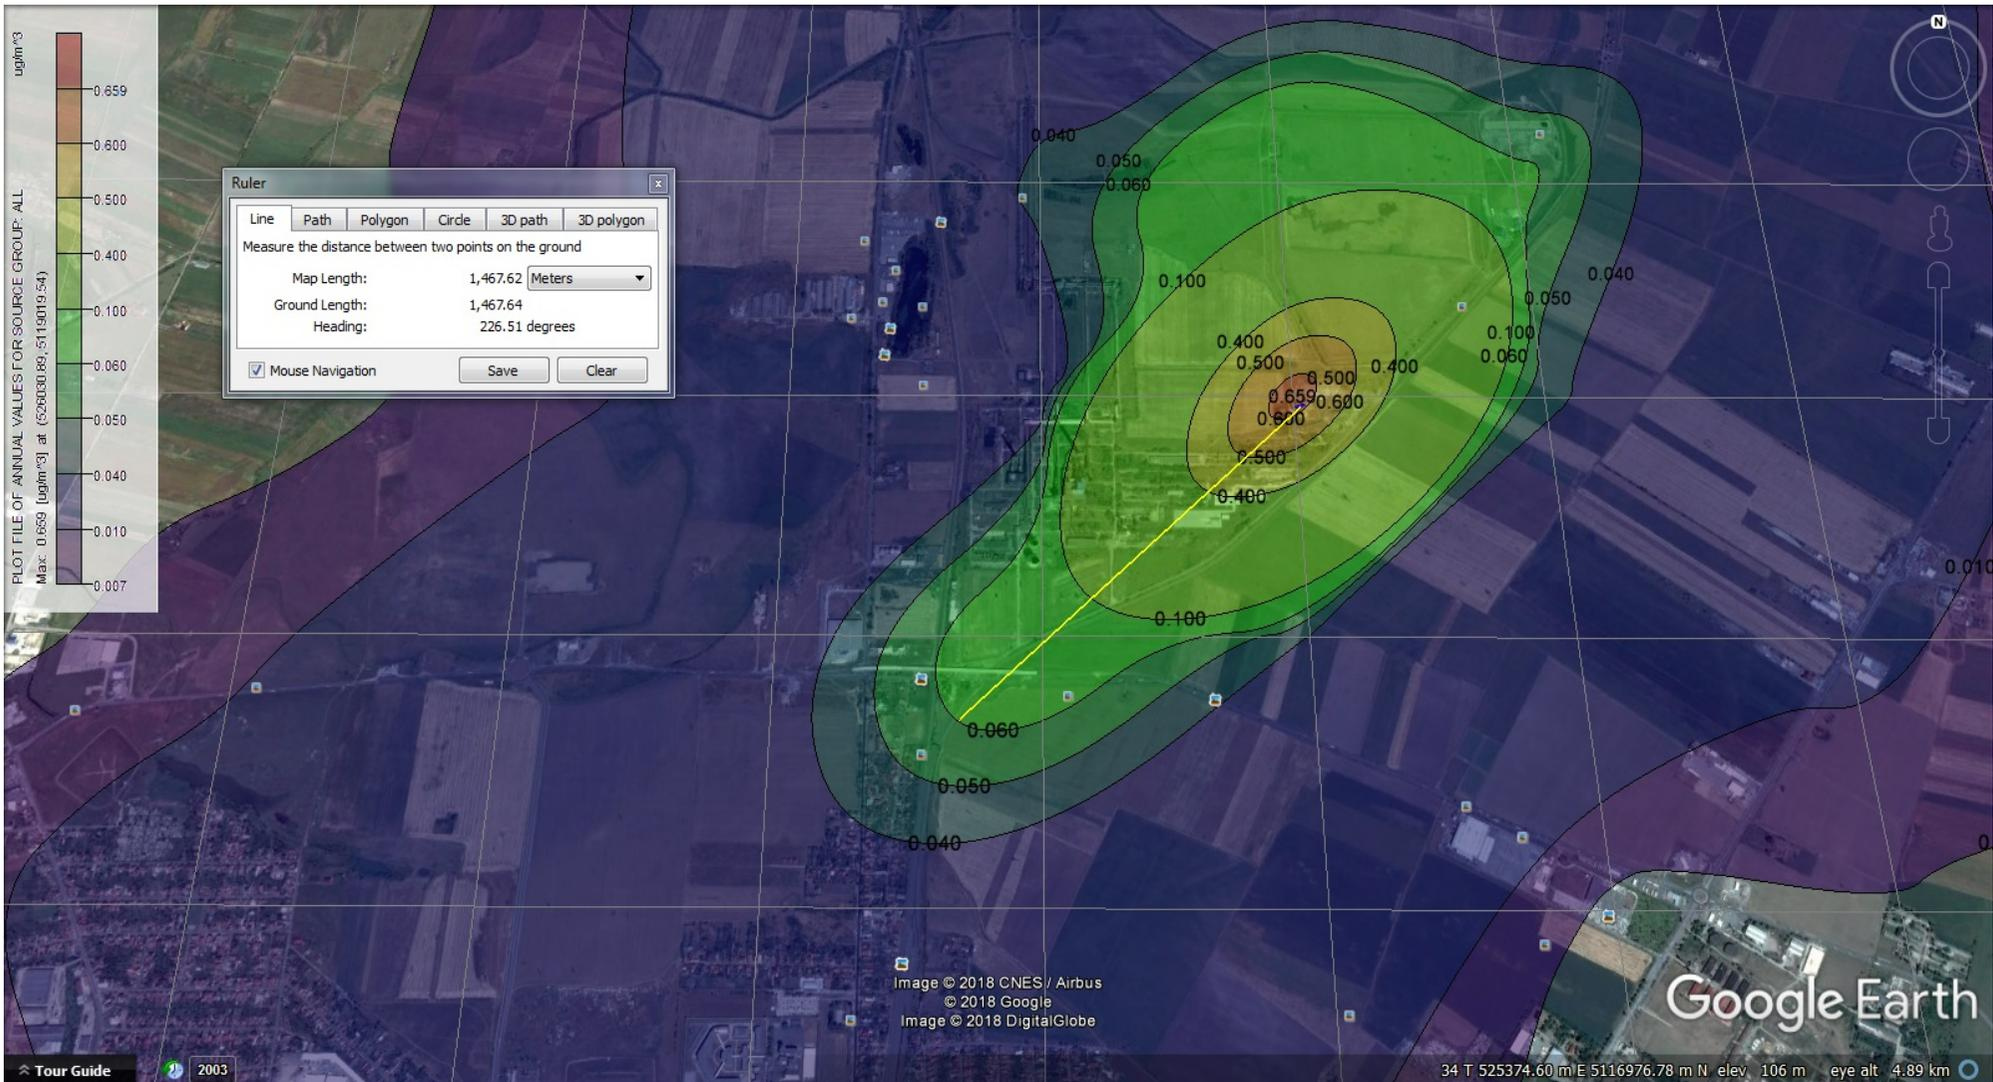 ug/m^3
PLOT FILE OF ANNUAL VALUES FOR SOURCE GROUP: ALL
Max: 0.659 [ug/m^3] at (526030.89, 5119019.54)
0.659
0.600
0.500
0.400
0.100
0.060
0.050
0.040
0.010
0.007
Ruler
Line Path Polygon Circle 3D path 3D polygon
Measure the distance between two points on the ground
Map Length: 1,467.62 Meters
Ground Length: 1,467.64
Heading: 226.51 degrees
Mouse Navigation Save Clear
N
0.040
0.050
0.060
0.100
0.040
0.050
0.100
0.060
0.400
0.500
0.500
0.400
0.659
0.600
0.600
0.500
0.400
0.100
0.010
0.060
0.050
0.040
Image © 2018 CNES / Airbus
© 2018 Google
Image © 2018 DigitalGlobe
Google Earth
Tour Guide 2003
34 T 525374.60 m E 5116976.78 m N elev 106 m eye alt 4.89 km